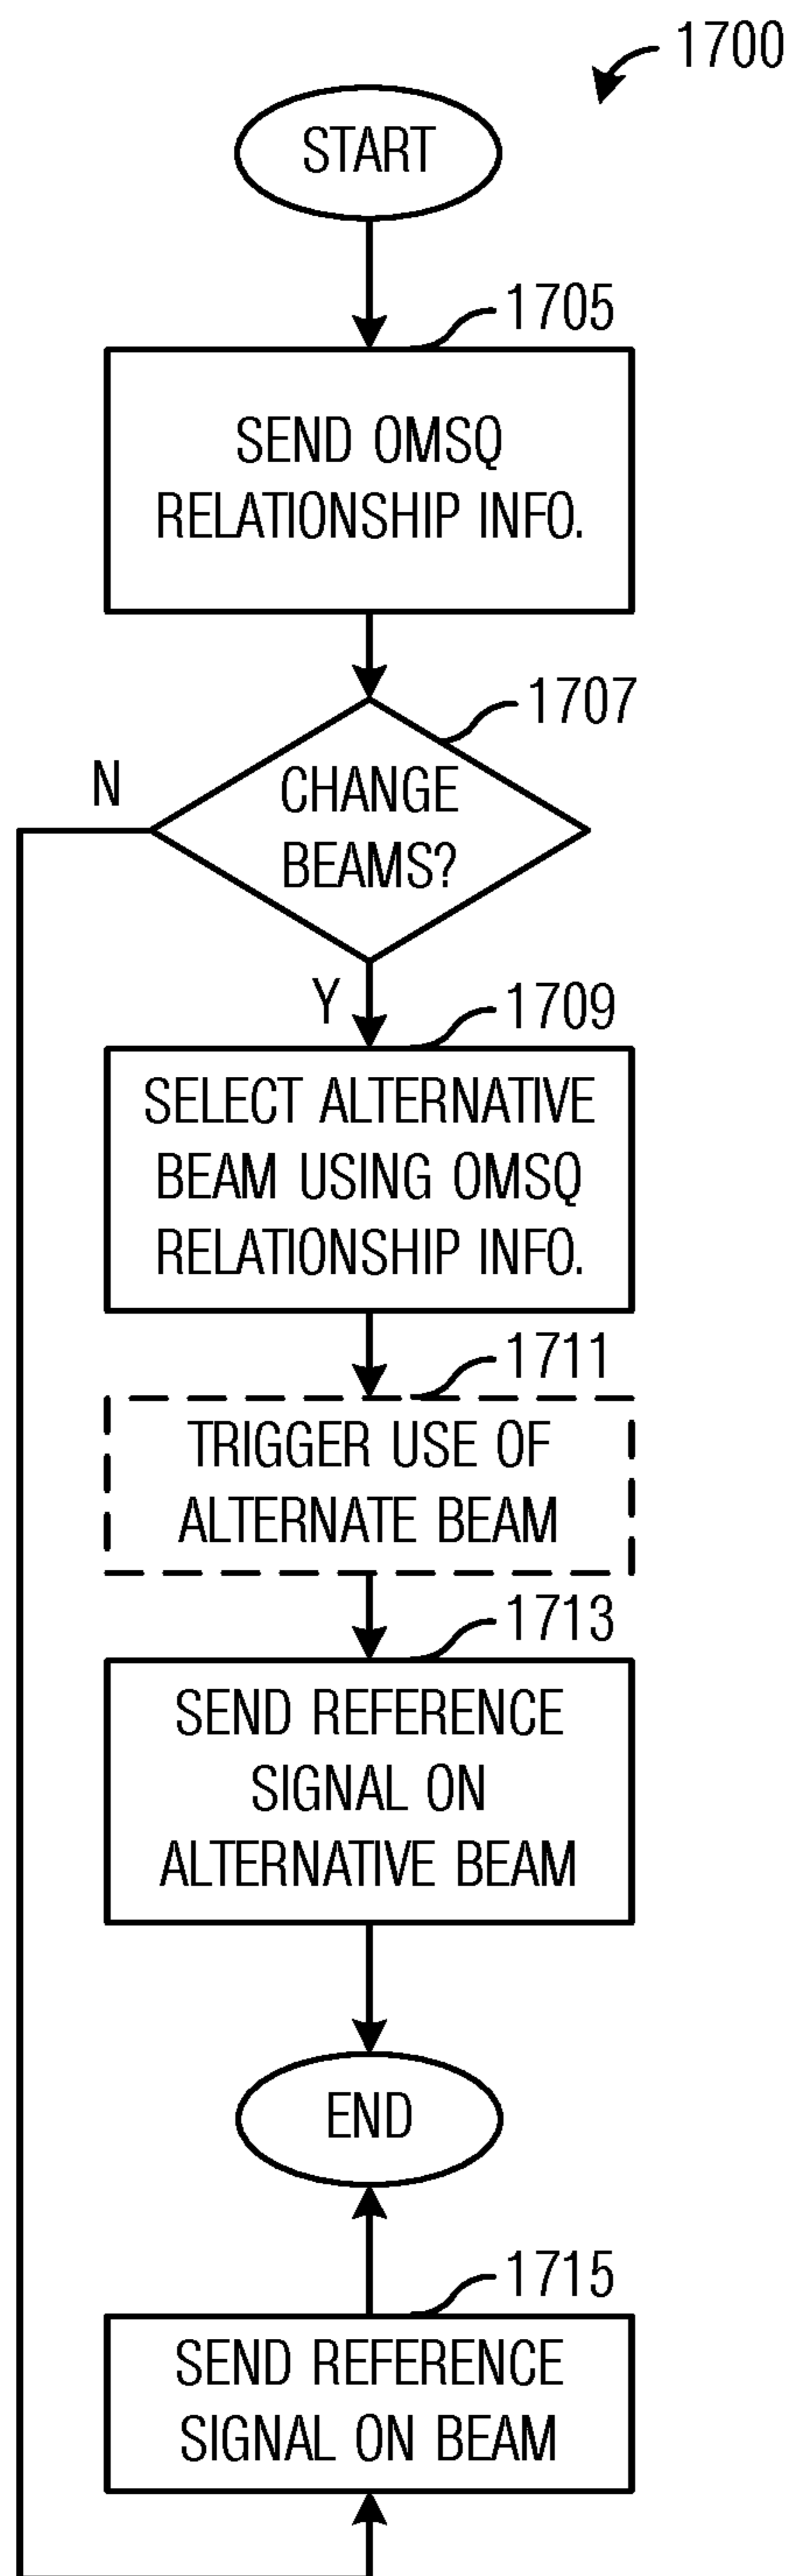 1700
START
1705
SEND OMSQ
RELATIONSHIP INFO.
1707
N
CHANGE
BEAMS?
Y
1709
SELECT ALTERNATIVE
BEAM USING OMSQ
RELATIONSHIP INFO.
1711
TRIGGER USE OF
ALTERNATE BEAM
1713
SEND REFERENCE
SIGNAL ON
ALTERNATIVE BEAM
END
1715
SEND REFERENCE
SIGNAL ON BEAM